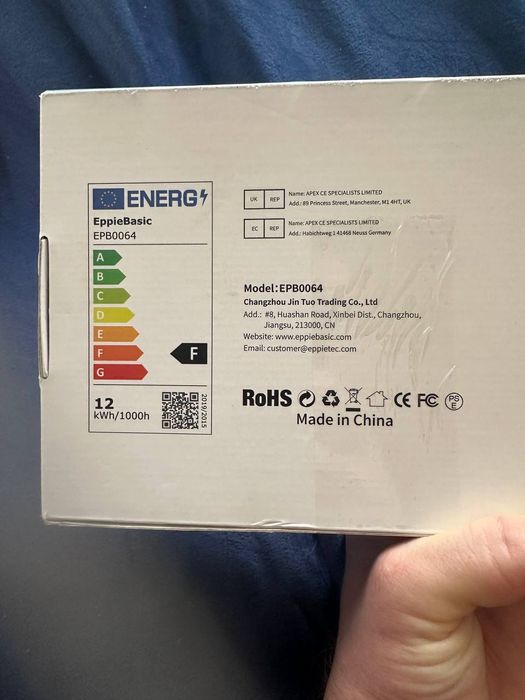 ENERG
EppieBasic
EPB0064
A
B
C
D
E
F
G
F
12
kWh/1000h
2019/2015
UK REP
Name: APEX CE SPECIALISTS LIMITED
Add.: 89 Princess Street, Manchester, M1 4HT, UK
EC REP
Name: APEX CE SPECIALISTS LIMITED
Add.: Habichtweg 1 41468 Neuss Germany
Model:EPB0064
Changzhou Jin Tuo Trading Co., Ltd
Add.: #8, Huashan Road, Xinbei Dist., Changzhou,
Jiangsu, 213000, CN
Website: www.eppiebasic.com
Email: customer@eppietec.com
RoHS CE FC PS E
Made in China